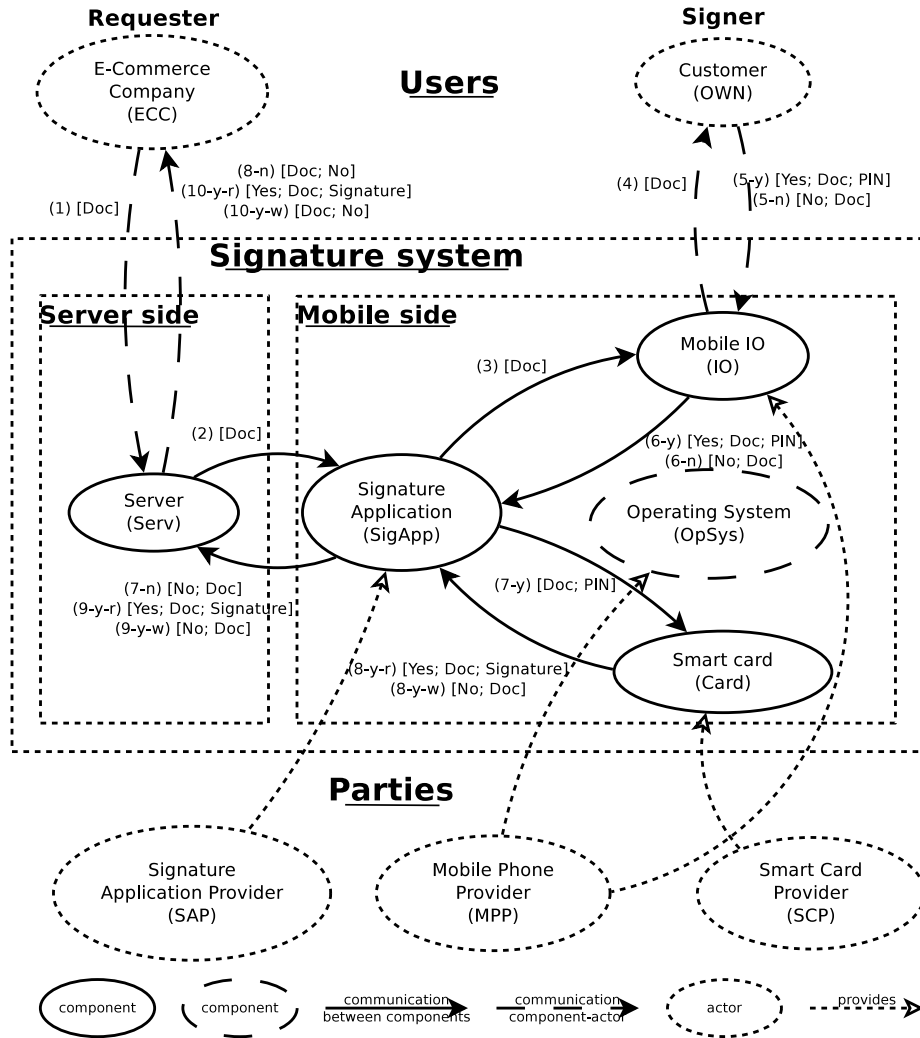 Requester
Signer
E-Commerce
Company
(ECC)
Users
Customer
(OWN)
(8-n) [Doc; No]
(10-y-r) [Yes; Doc; Signature]
(10-y-w) [Doc; No]
(1) [Doc]
(4) [Doc]
(5-y) [Yes; Doc; PIN]
(5-n) [No; Doc]
Signature system
Server side
Mobile side
Mobile IO
(IO)
(3) [Doc]
(2) [Doc]
(6-y) [Yes; Doc; PIN]
(6-n) [No; Doc]
Server
(Serv)
Signature
Application
(SigApp)
Operating System
(OpSys)
(7-n) [No; Doc]
(9-y-r) [Yes; Doc; Signature]
(9-y-w) [No; Doc]
(7-y) [Doc; PIN]
(8-y-r) [Yes; Doc; Signature]
(8-y-w) [No; Doc]
Smart card
(Card)
Parties
Signature
Application Provider
(SAP)
Mobile Phone
Provider
(MPP)
Smart Card
Provider
(SCP)
component
component
communication
between components
communication
component-actor
actor
provides